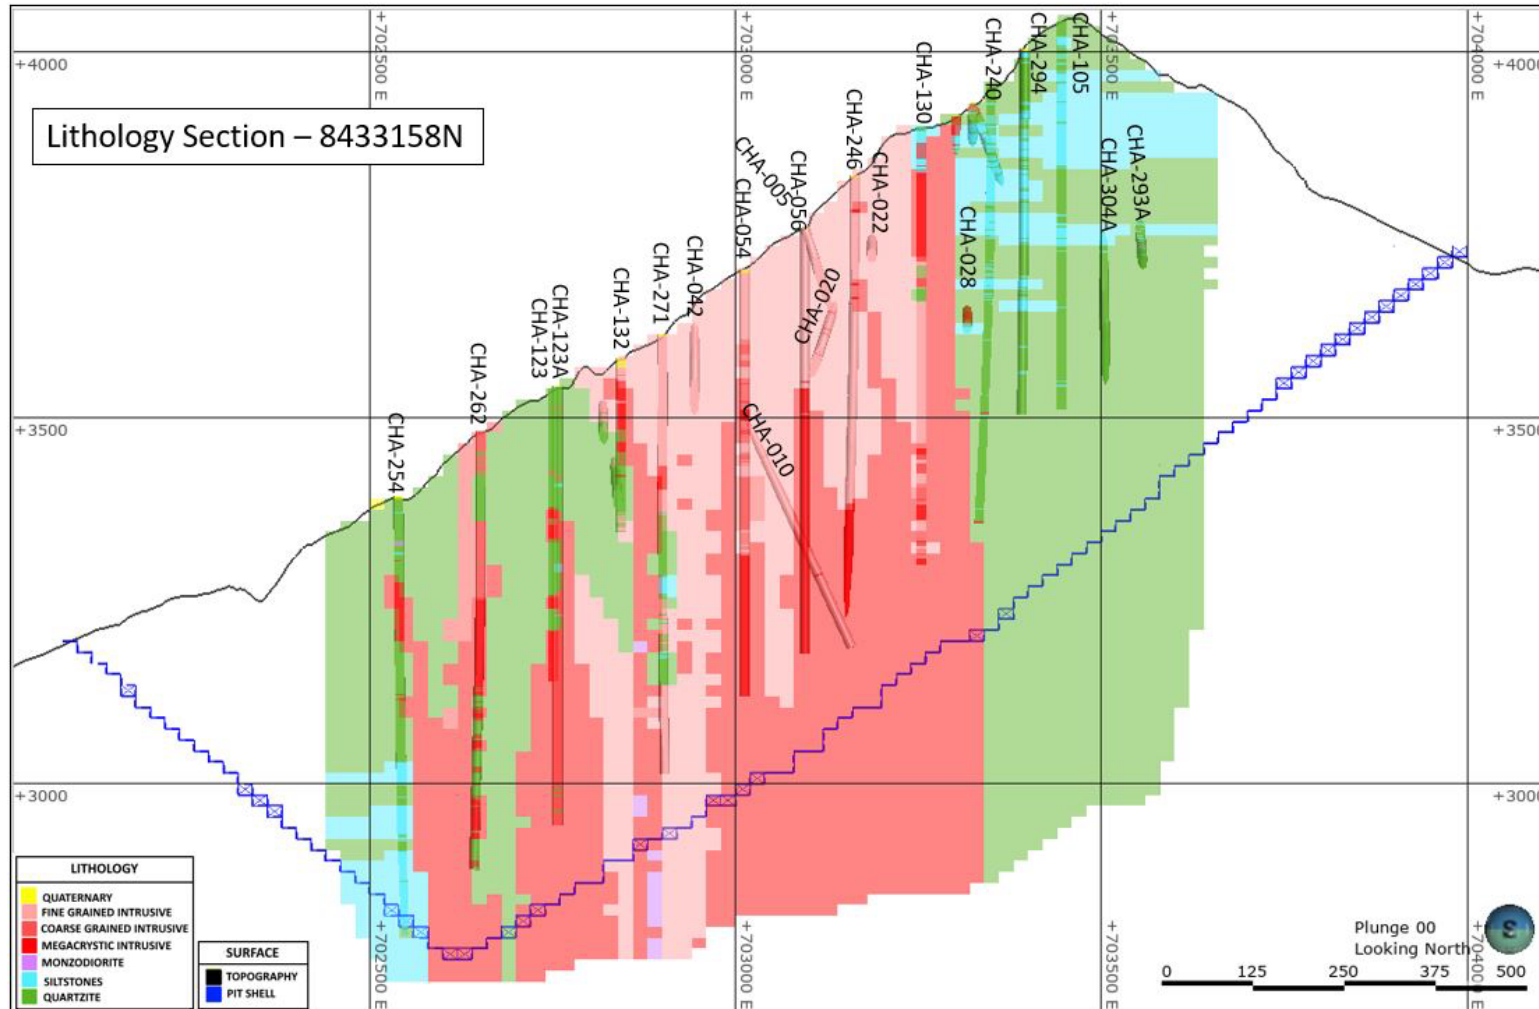 +702500 E
+703000 E
+703500 E
+704000 E
+4000
+4000
Lithology Section – 8433158N
CHA-254
CHA-262
CHA-123
CHA-123A
CHA-132
CHA-271
CHA-042
CHA-054
CHA-005
CHA-056
CHA-020
CHA-010
CHA-246
CHA-022
CHA-130
CHA-028
CHA-240
CHA-294
CHA-105
CHA-304A
CHA-293A
+3500
+3500
+3000
+3000
LITHOLOGY
QUATERNARY
FINE GRAINED INTRUSIVE
COARSE GRAINED INTRUSIVE
MEGACRYSTIC INTRUSIVE
MONZODIORITE
SILTSTONES
QUARTZITE
SURFACE
TOPOGRAPHY
PIT SHELL
+702500 E
+703000 E
+703500 E
+704000 E
Plunge 00
Looking North
0 125 250 375 500